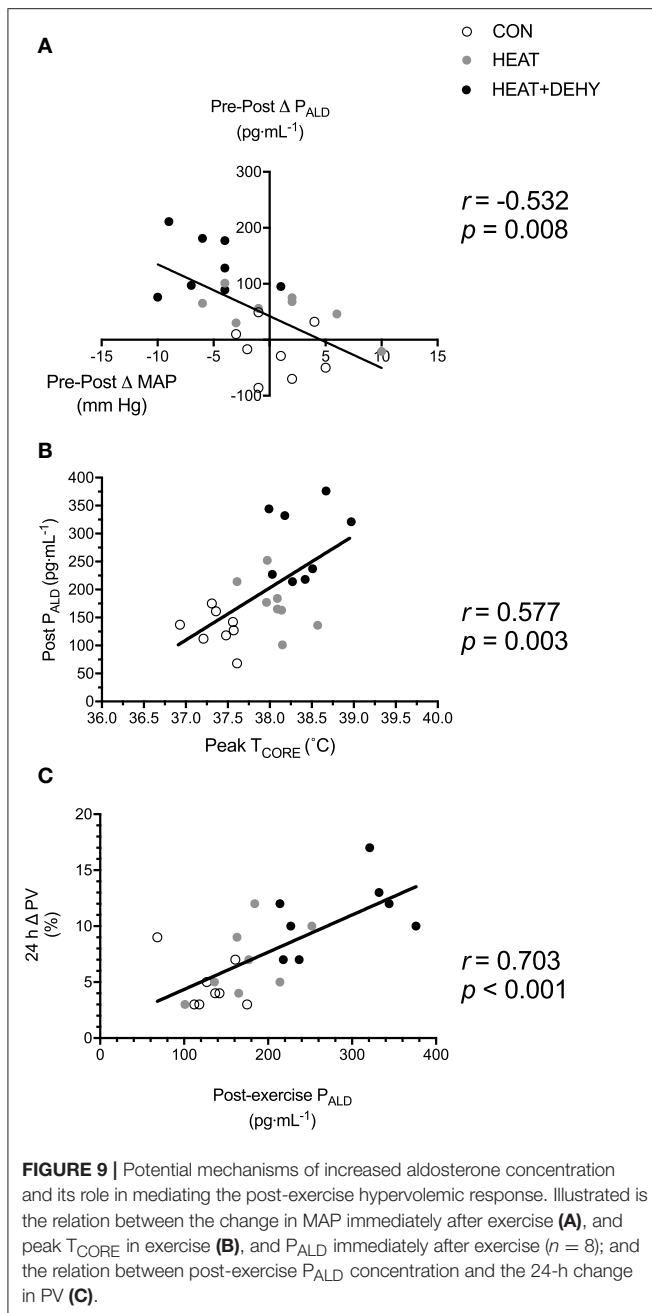 A
CON
HEAT
HEAT+DEHY
Pre-Post Δ P_ALD
(pg·mL⁻¹)
300
200
100
-15 -10 -5 0 5 10 15
-100
Pre-Post Δ MAP
(mm Hg)
r = -0.532
p = 0.008
B
400
350
300
250
200
150
100
50
0
Post P_ALD (pg·mL⁻¹)
36.0 36.5 37.0 37.5 38.0 38.5 39.0 39.5 40.0
Peak T_CORE (˚C)
r = 0.577
p = 0.003
C
20
15
10
5
0
24 h Δ PV
(%)
0 100 200 300 400
Post-exercise P_ALD
(pg·mL⁻¹)
r = 0.703
p < 0.001
FIGURE 9 | Potential mechanisms of increased aldosterone concentration
and its role in mediating the post-exercise hypervolemic response. Illustrated is
the relation between the change in MAP immediately after exercise (A), and
peak T_CORE in exercise (B), and P_ALD immediately after exercise (n = 8); and
the relation between post-exercise P_ALD concentration and the 24-h change
in PV (C).